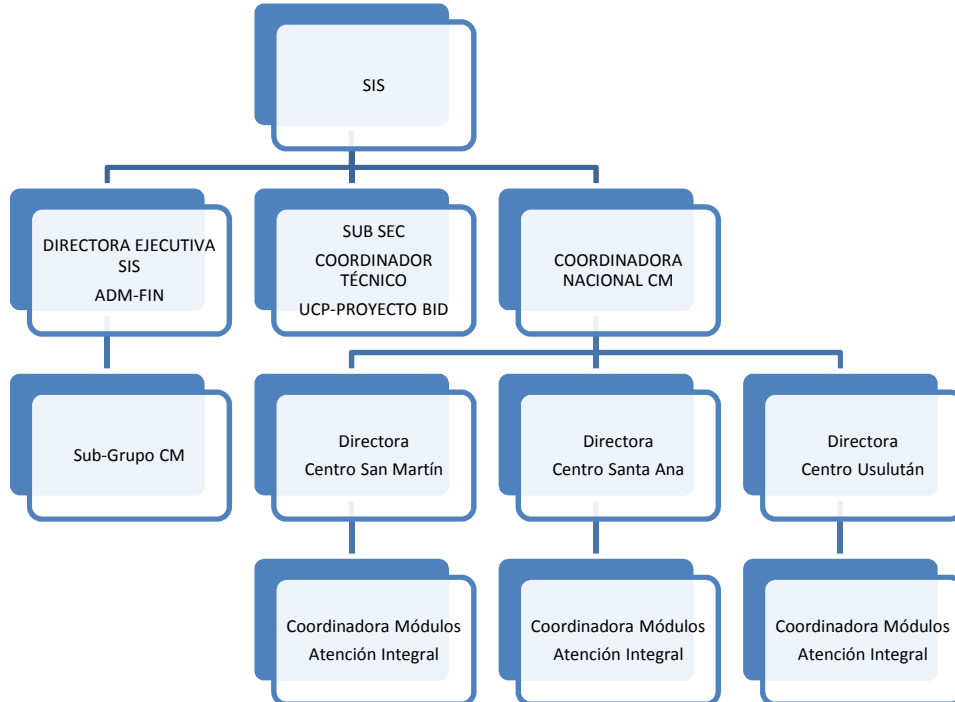 SIS
DIRECTORA EJECUTIVA
SIS
ADM-FIN
SUB SEC
COORDINADOR
TÉCNICO
UCP-PROYECTO BID
COORDINADORA
NACIONAL CM
Sub-Grupo CM
Directora
Centro San Martín
Directora
Centro Santa Ana
Directora
Centro Usulután
Coordinadora Módulos
Atención Integral
Coordinadora Módulos
Atención Integral
Coordinadora Módulos
Atención Integral